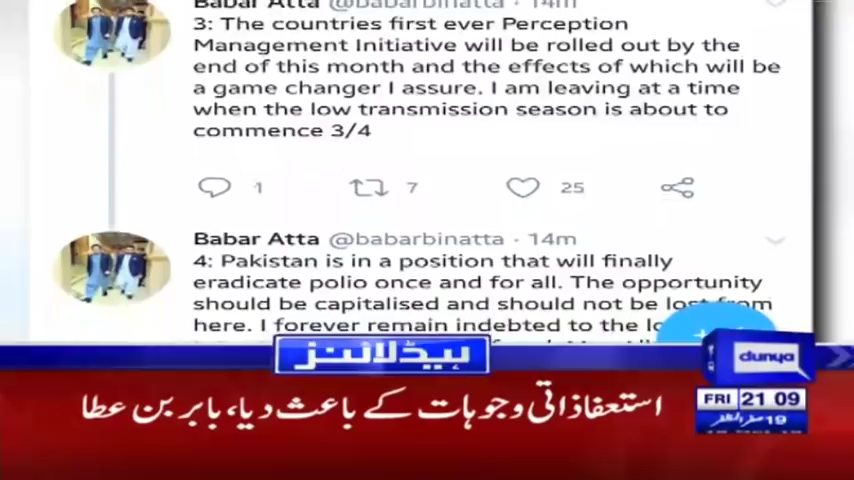 Babar Atta @babarbinatta · 14m
3: The countries first ever Perception
Management Initiative will be rolled out by the
end of this month and the effects of which will be
a game changer I assure. I am leaving at a time
when the low transmission season is about to
commence 3/4
1 7 25
Babar Atta @babarbinatta · 14m
4: Pakistan is in a position that will finally
eradicate polio once and for all. The opportunity
should be capitalised and should not be lost from
here. I forever remain indebted to the
ہیڈلائنز
dunya
استعفاذاتی وجوہات کے باعث دیا، بابر بن عطا
FRI 21 09
19 صفر المظفر